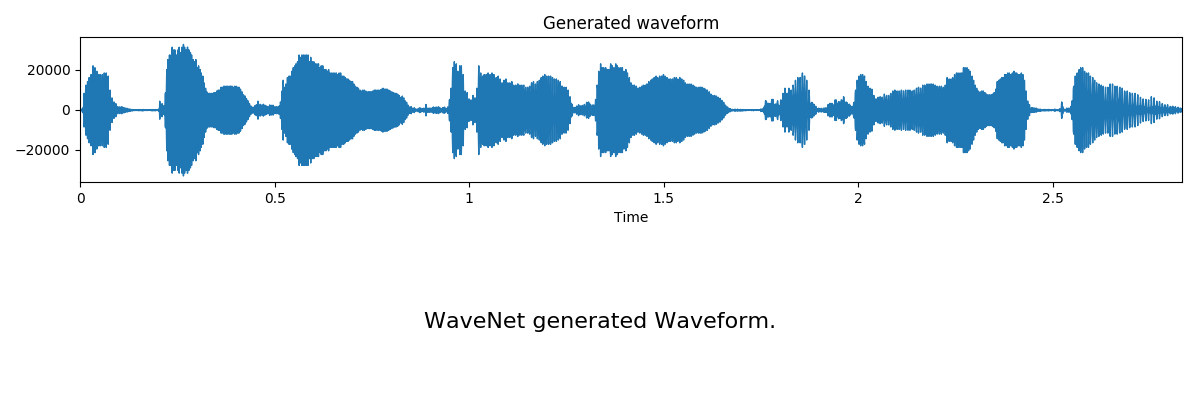 Generated waveform
20000
0
−20000
0 0.5 1 1.5 2 2.5
Time
WaveNet generated Waveform.